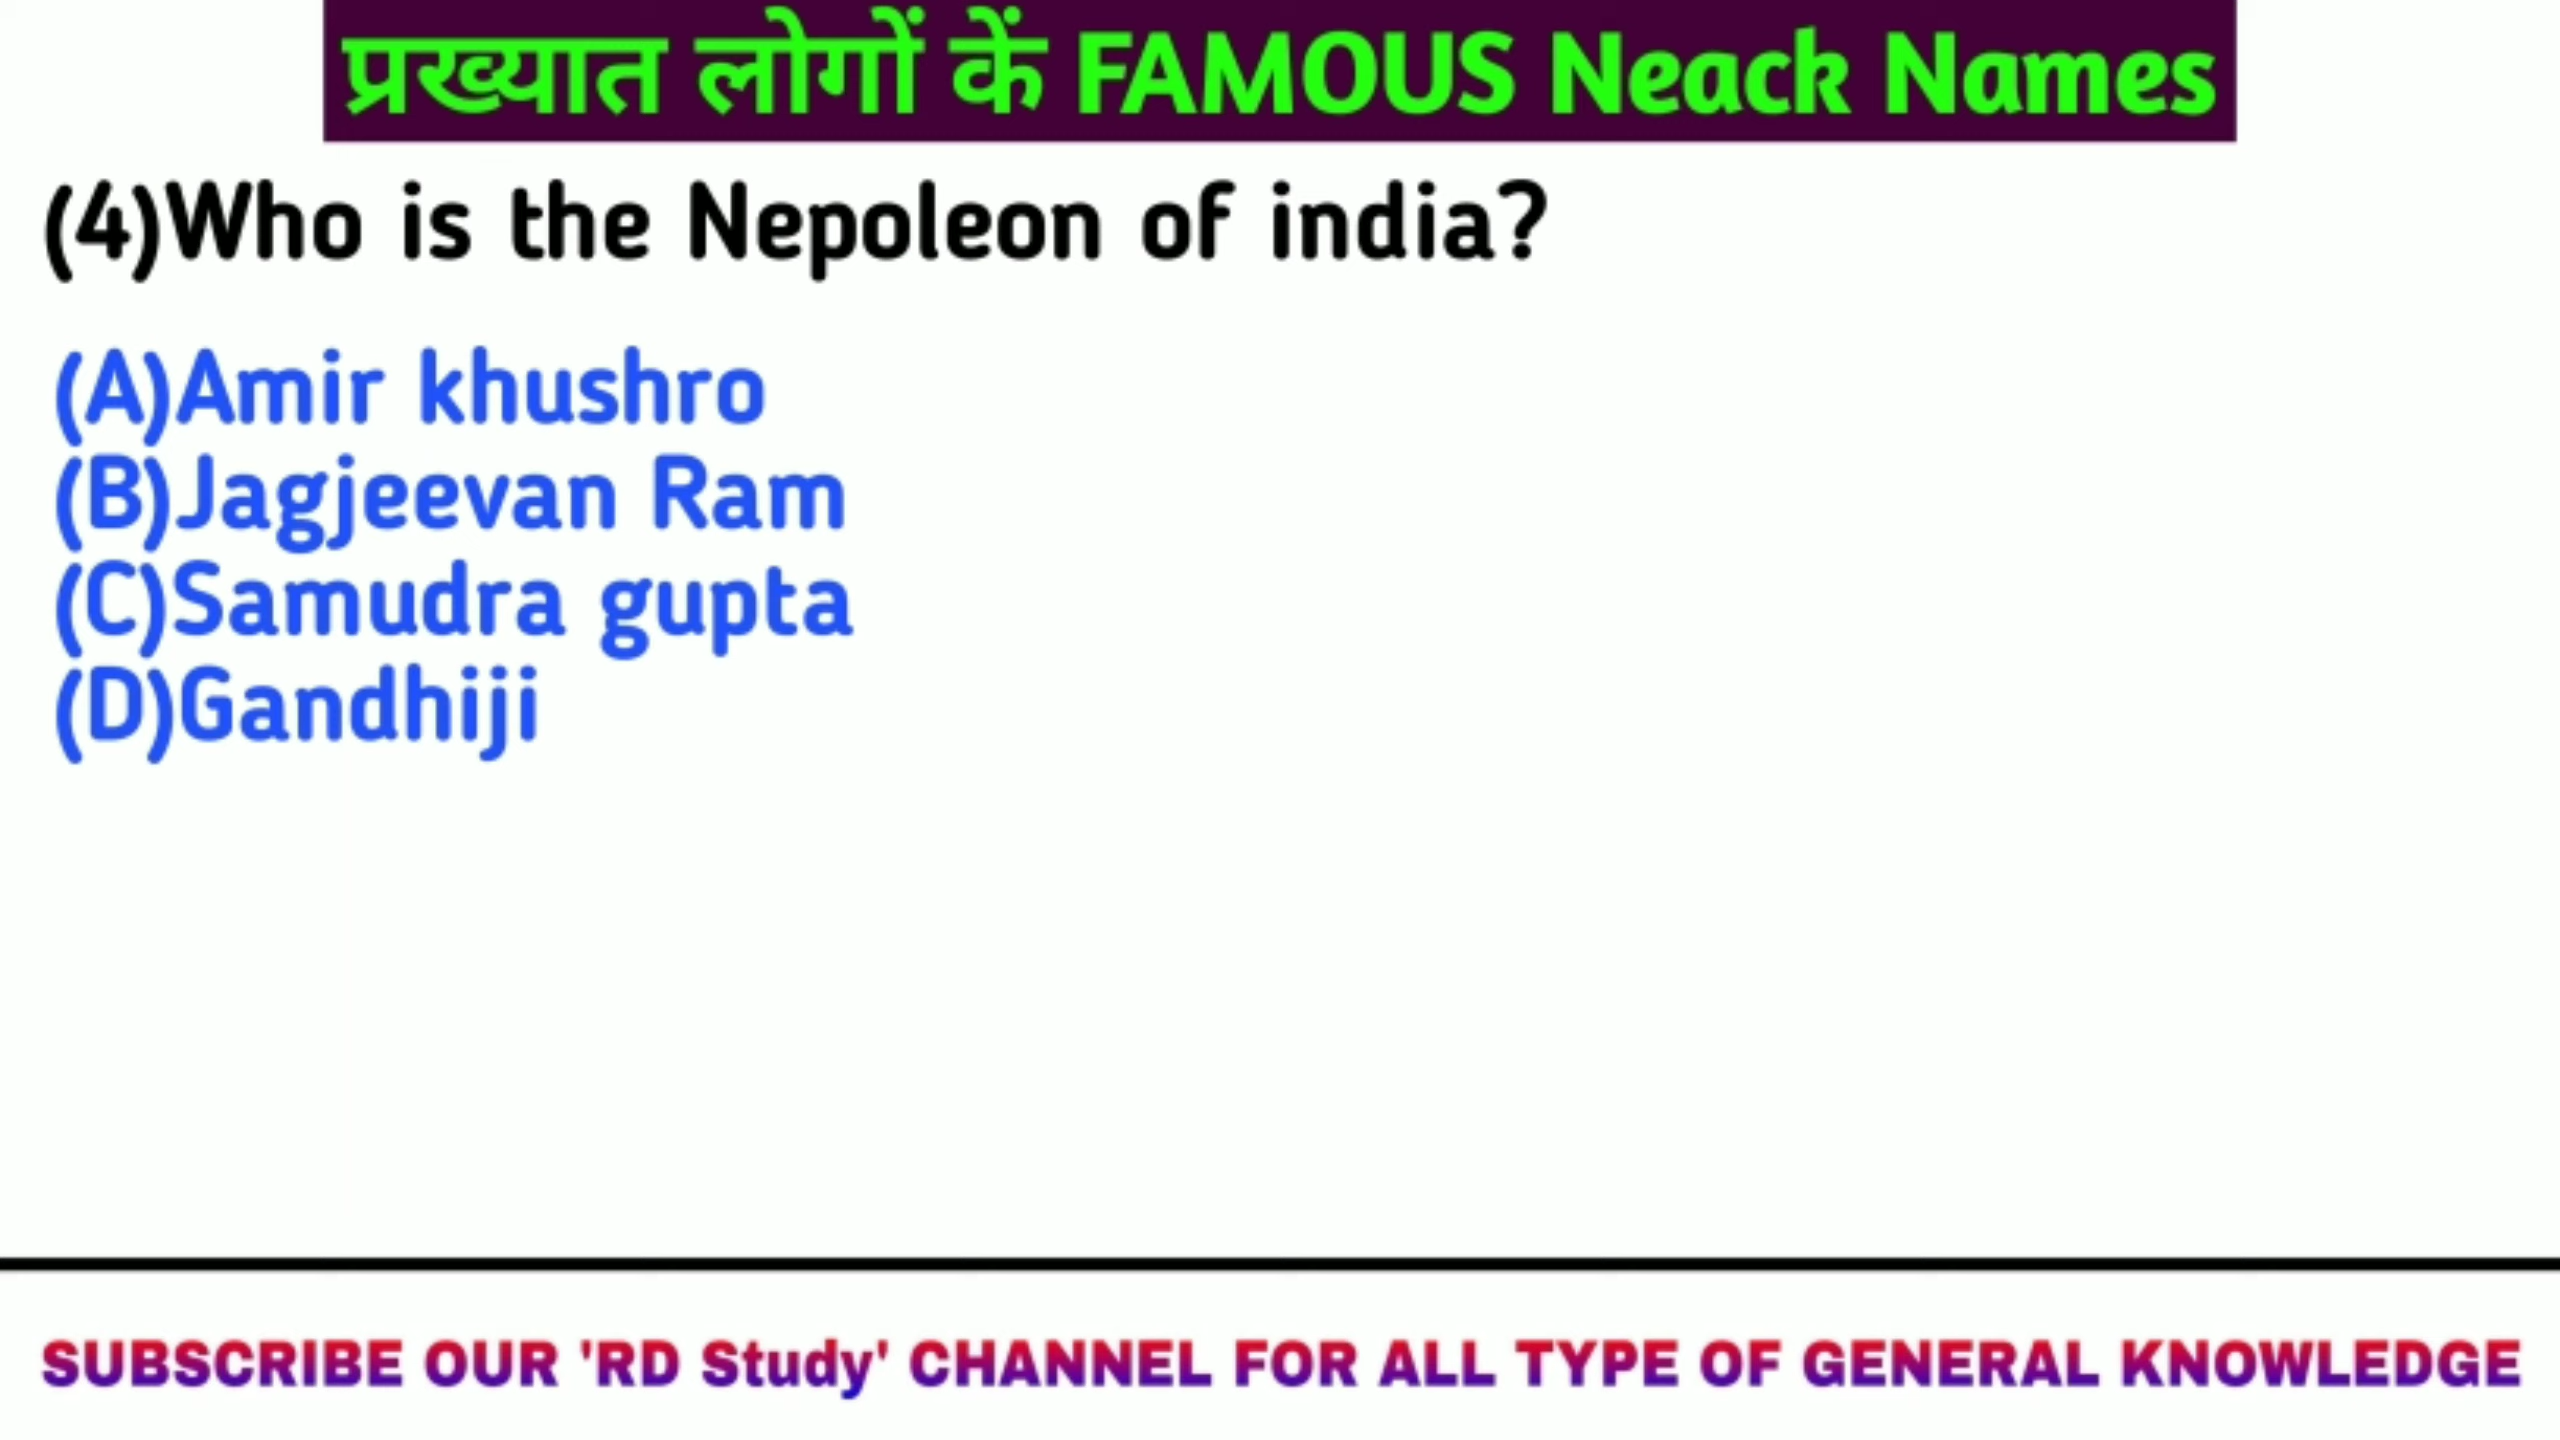 प्रख्यात लोगों कें FAMOUS Neack Names
(4)Who is the Nepoleon of india?
(A)Amir khushro
(B)Jagjeevan Ram
(C)Samudra gupta
(D)Gandhiji
SUBSCRIBE OUR 'RD Study' CHANNEL FOR ALL TYPE OF GENERAL KNOWLEDGE